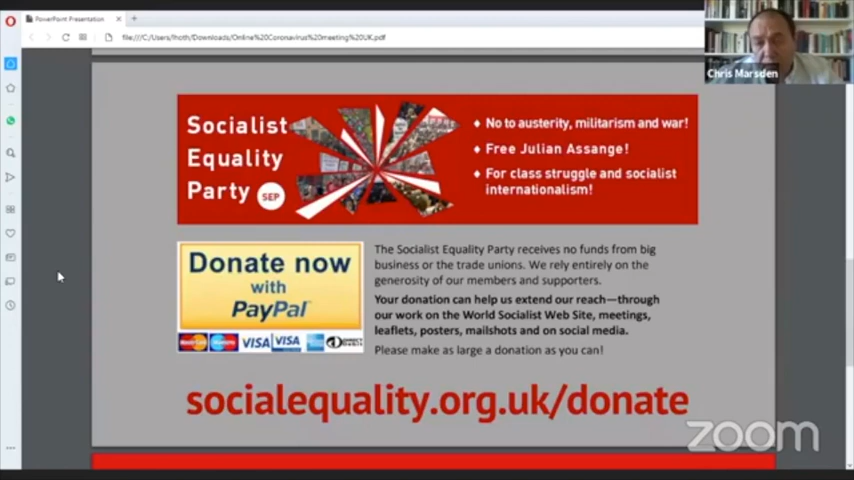 PowerPoint Presentation
file:///C:/Users/lhoth/Downloads/Online%20Coronavirus%20meeting%20UK.pdf
Chris Marsden
Socialist
Equality
Party SEP
♦ No to austerity, militarism and war!
♦ Free Julian Assange!
♦ For class struggle and socialist
internationalism!
Donate now
with
PayPal
MasterCard Maestro VISA VISA
The Socialist Equality Party receives no funds from big
business or the trade unions. We rely entirely on the
generosity of our members and supporters.
Your donation can help us extend our reach—through
our work on the World Socialist Web Site, meetings,
leaflets, posters, mailshots and on social media.
Please make as large a donation as you can!
socialequality.org.uk/donate
zoom